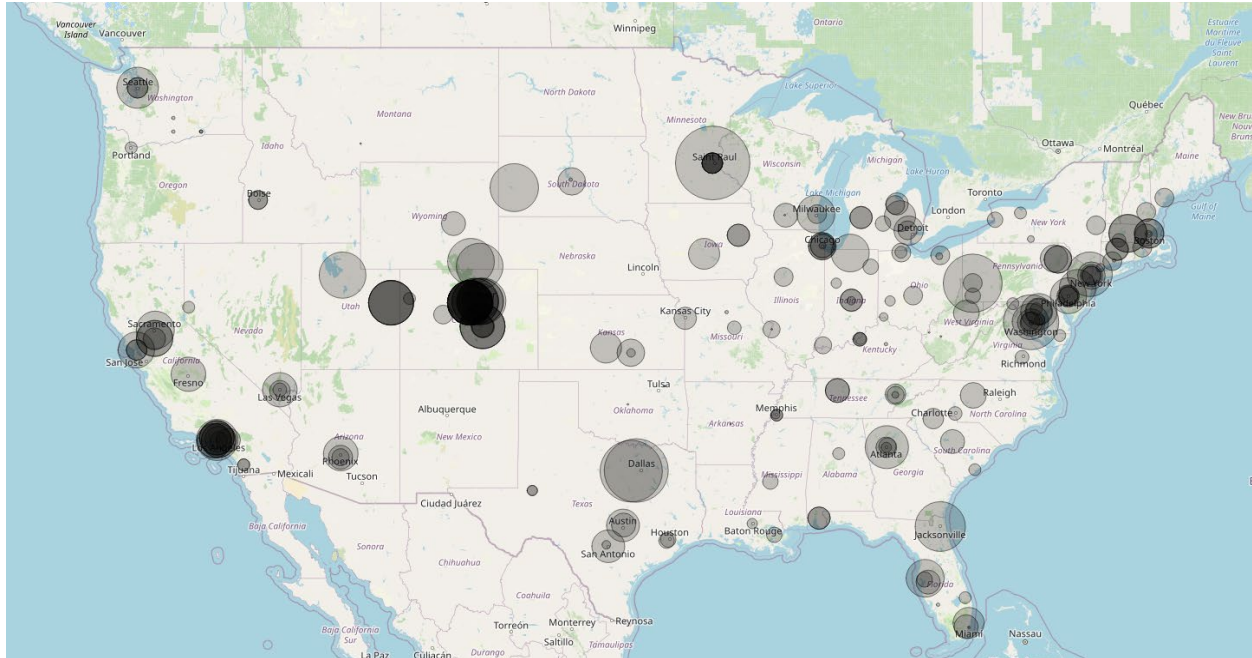 Vancouver
Island
Vancouver
Winnipeg
Ontario
Estuaire
Maritime
du Fleuve
Saint
Laurent
Lake Superior
Québec
Seattle
Washington
Montana
North Dakota
Minnesota
Ottawa
Montréal
Portland
Idaho
Saint Paul
Wisconsin
Michigan
Lake Huron
Maine
Oregon
Boise
South Dakota
Lake Michigan
Toronto
Gulf of
Maine
Wyoming
Milwaukee
London
New York
Detroit
Boston
Iowa
Chicago
Nebraska
Lincoln
Pennsylvania
New York
Utah
Illinois
Indiana
Ohio
Philadelphia
Sacramento
Nevada
Kansas City
West Virginia
Washington
Kansas
Missouri
Virginia
San Jose
California
Kentucky
Richmond
Fresno
Las Vegas
Tulsa
Tennessee
Raleigh
Albuquerque
Oklahoma
Memphis
Charlotte
North Carolina
Arizona
New Mexico
Arkansas
South Carolina
Los Angeles
Phoenix
Dallas
Atlanta
Tijuana
Mexicali
Tucson
Mississippi
Alabama
Georgia
Ciudad Juárez
Texas
Louisiana
Austin
Houston
Baton Rouge
Jacksonville
Baja California
Sonora
San Antonio
Chihuahua
Florida
Coahuila
Torreón
Monterrey
Reynosa
Miami
Nassau
Baja California
Sur
Saltillo
Tamaulipas
La Paz
Culiacán
Durango